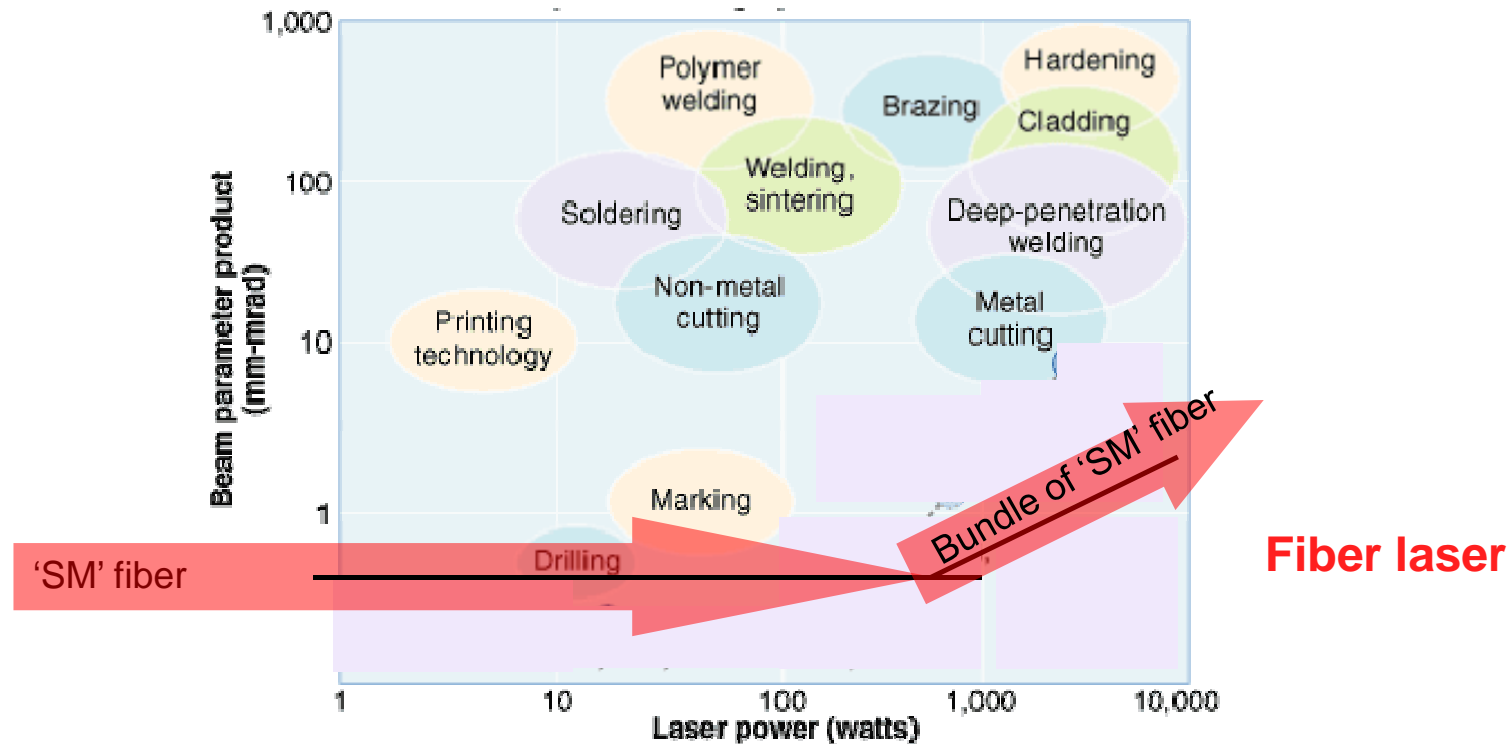 1,000
100
10
1
Beam parameter product
(mm-mrad)
Polymer
welding
Brazing
Hardening
Cladding
Welding,
sintering
Soldering
Deep-penetration
welding
Non-metal
cutting
Metal
cutting
Printing
technology
Marking
Drilling
'SM' fiber
Bundle of 'SM' fiber
Fiber laser
1
10
100
1,000
10,000
Laser power (watts)